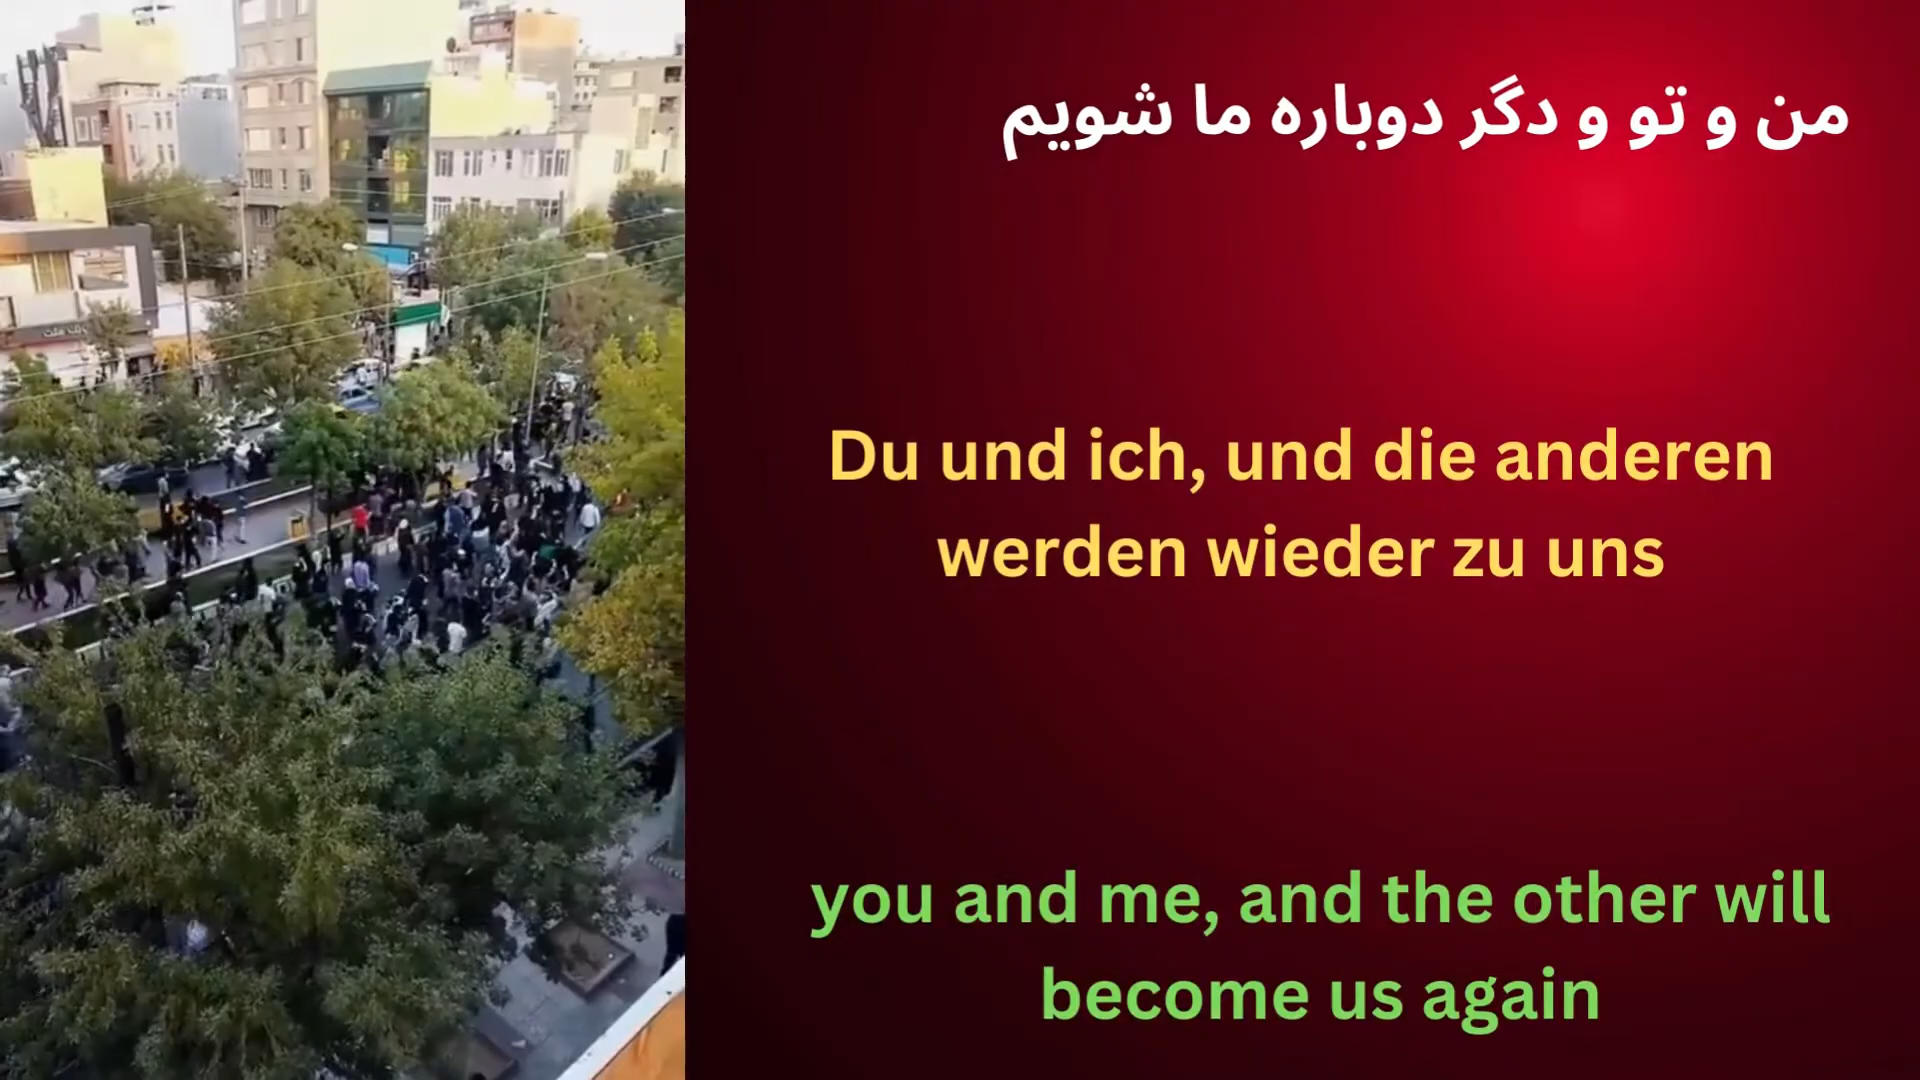 من و تو و دگر دوباره ما شویم
Du und ich, und die anderen
werden wieder zu uns
you and me, and the other will
become us again